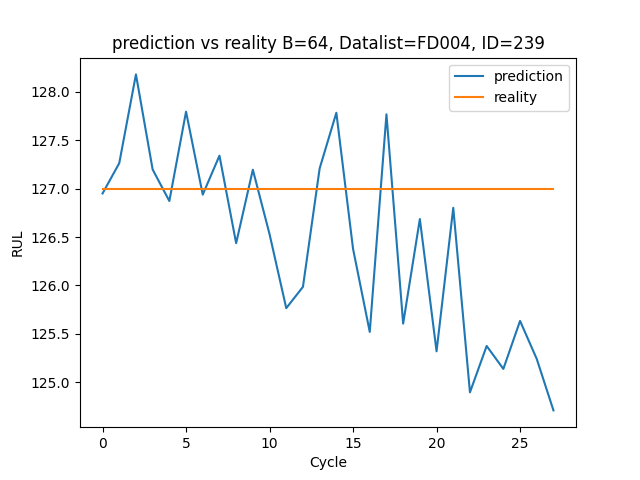 prediction vs reality B=64, Datalist=FD004, ID=239
prediction
reality
128.0
127.5
127.0
126.5
126.0
125.5
125.0
RUL
0 5 10 15 20 25
Cycle